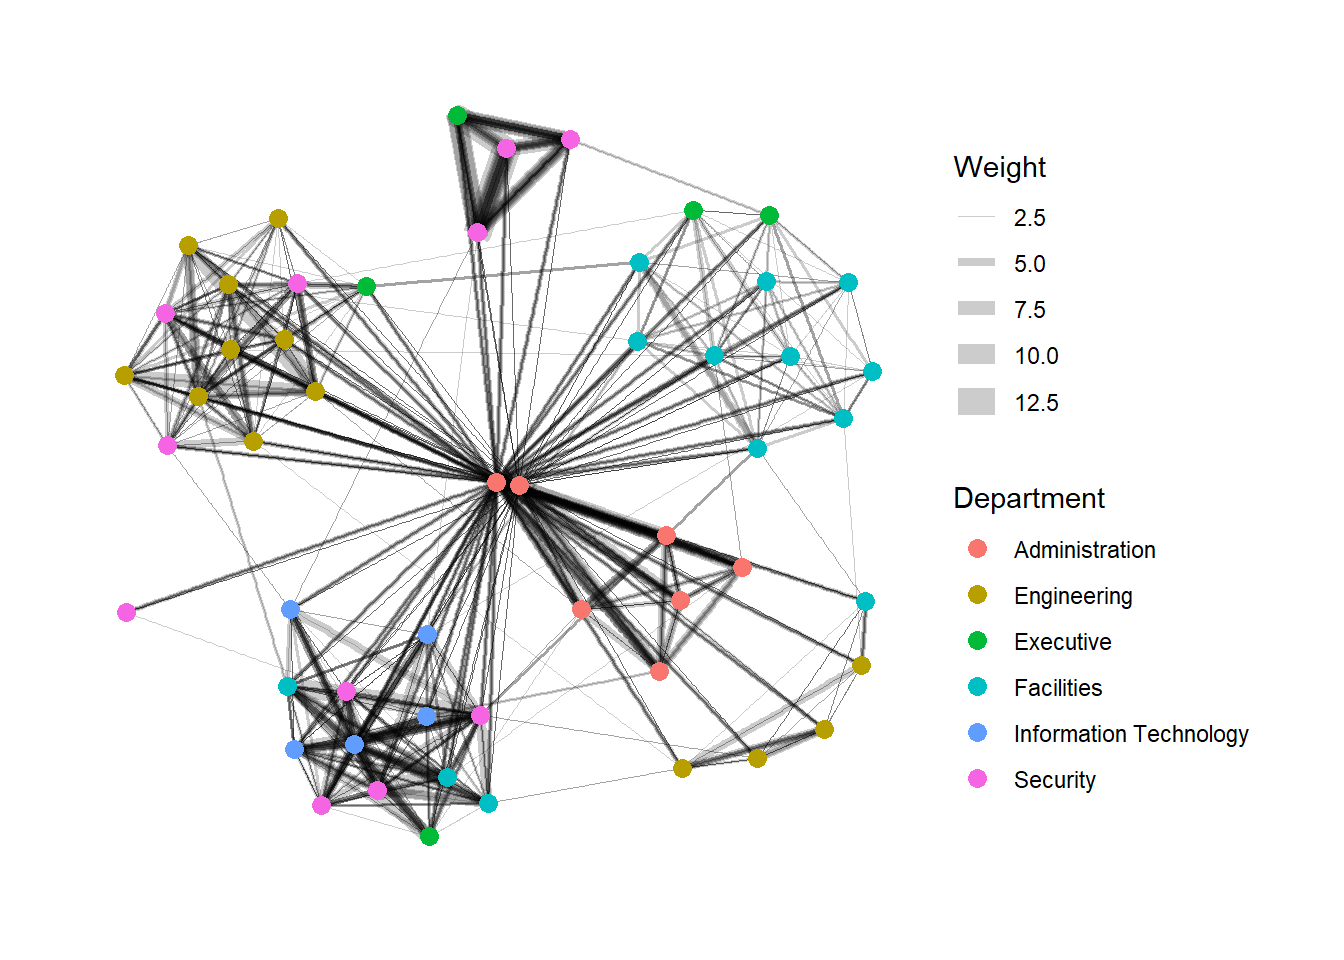 Weight
2.5
5.0
7.5
10.0
12.5
Department
Administration
Engineering
Executive
Facilities
Information Technology
Security